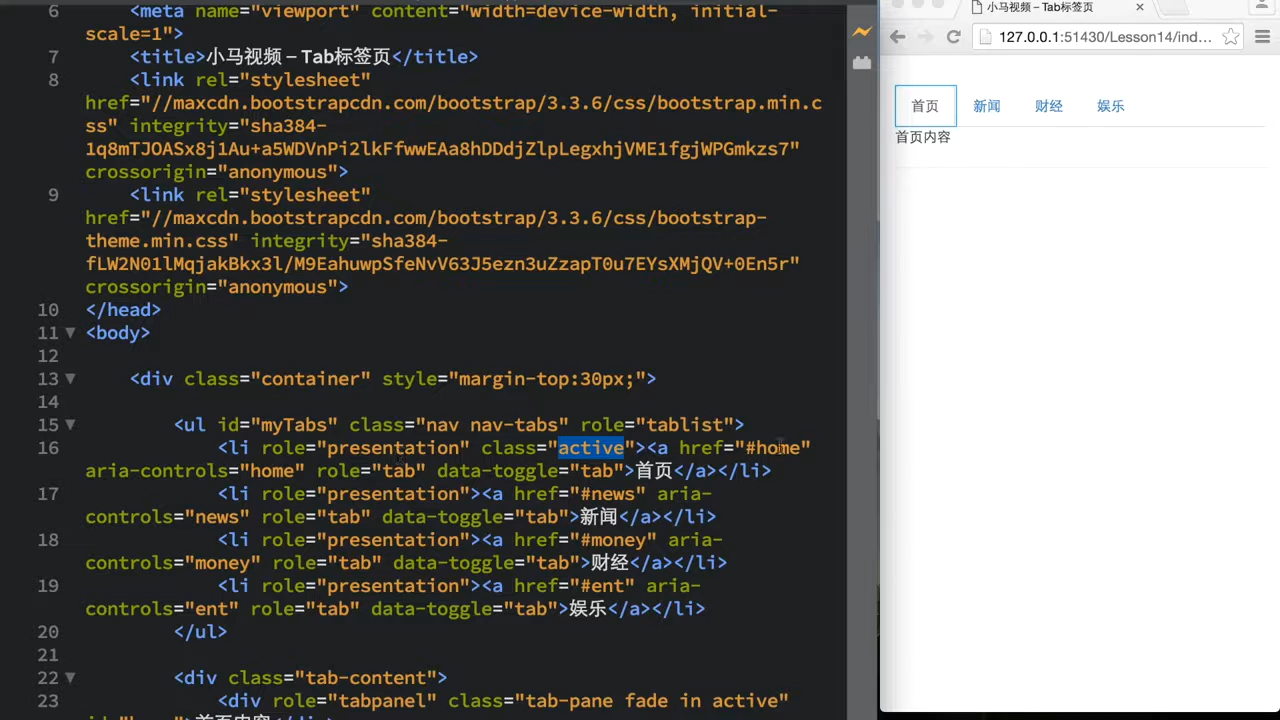 6 <meta name="viewport" content="width=device-width, initial-
scale=1">
7 <title>小马视频 – Tab标签页</title>
8 <link rel="stylesheet"
href="//maxcdn.bootstrapcdn.com/bootstrap/3.3.6/css/bootstrap.min.c
ss" integrity="sha384-
1q8mTJOASx8j1Au+a5WDVnPi2lkFfwwEAa8hDDdjZlpLegxhjVME1fgjWPGmkzs7"
crossorigin="anonymous">
9 <link rel="stylesheet"
href="//maxcdn.bootstrapcdn.com/bootstrap/3.3.6/css/bootstrap-
theme.min.css" integrity="sha384-
fLW2N01lMqjakBkx3l/M9EahuwpSfeNvV63J5ezn3uZzapT0u7EYsXMjQV+0En5r"
crossorigin="anonymous">
10 </head>
11 <body>
12
13 <div class="container" style="margin-top:30px;">
14
15 <ul id="myTabs" class="nav nav-tabs" role="tablist">
16 <li role="presentation" class="active"><a href="#home"
aria-controls="home" role="tab" data-toggle="tab">首页</a></li>
17 <li role="presentation"><a href="#news" aria-
controls="news" role="tab" data-toggle="tab">新闻</a></li>
18 <li role="presentation"><a href="#money" aria-
controls="money" role="tab" data-toggle="tab">财经</a></li>
19 <li role="presentation"><a href="#ent" aria-
controls="ent" role="tab" data-toggle="tab">娱乐</a></li>
20 </ul>
21
22 <div class="tab-content">
23 <div role="tabpanel" class="tab-pane fade in active"
小马视频 – Tab标签页
127.0.0.1:51430/Lesson14/ind...
首页 新闻 财经 娱乐
首页内容